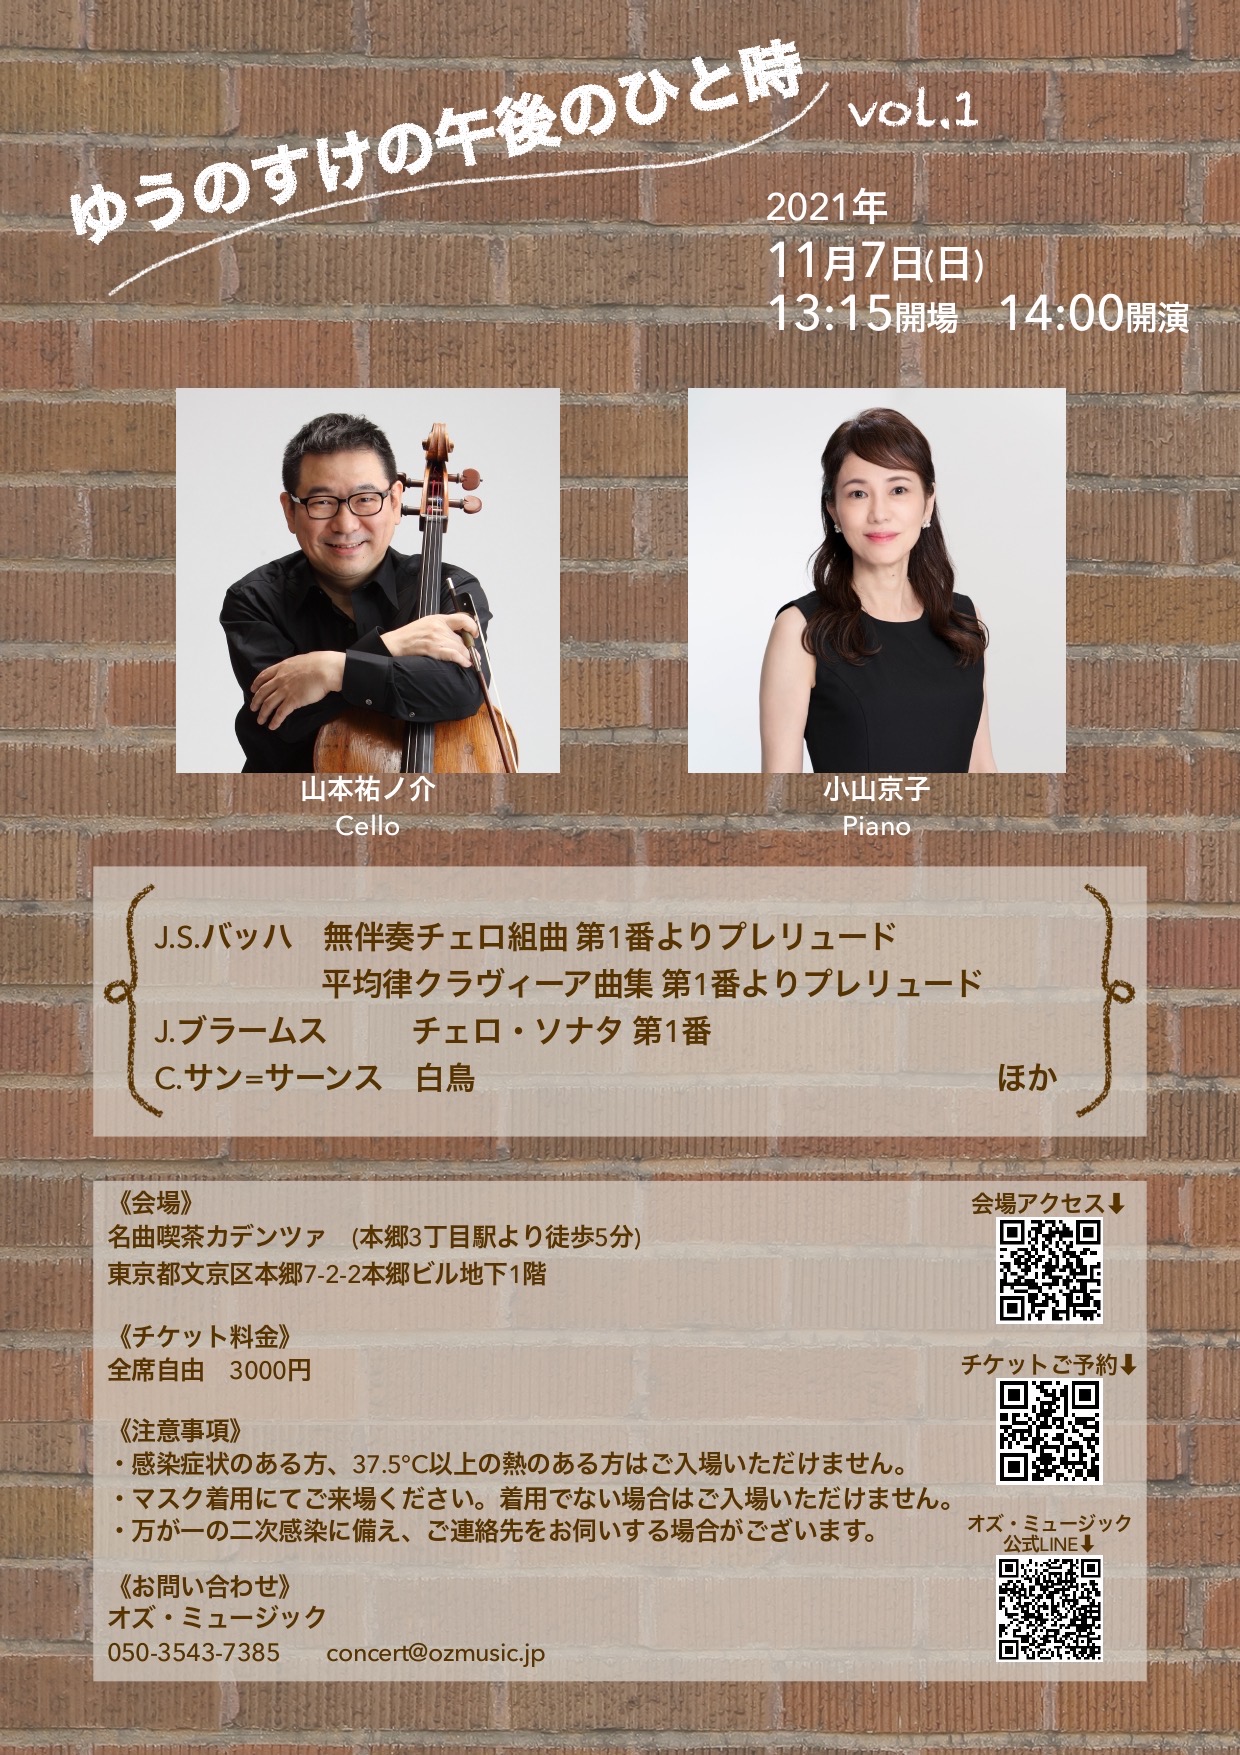 ゆうのすけの午後のひと時 vol.1
2021年
11月7日(日)
13:15開場　14:00開演
山本祐ノ介
Cello
小山京子
Piano
J.S.バッハ　無伴奏チェロ組曲 第1番よりプレリュード
平均律クラヴィーア曲集 第1番よりプレリュード
J.ブラームス　チェロ・ソナタ 第1番
C.サン=サーンス　白鳥　ほか
《会場》
名曲喫茶カデンツァ　(本郷3丁目駅より徒歩5分)
東京都文京区本郷7-2-2本郷ビル地下1階
《チケット料金》
全席自由　3000円
《注意事項》
・感染症状のある方、37.5℃以上の熱のある方はご入場いただけません。
・マスク着用にてご来場ください。着用でない場合はご入場いただけません。
・万が一の二次感染に備え、ご連絡先をお伺いする場合がございます。
《お問い合わせ》
オズ・ミュージック
050-3543-7385　concert@ozmusic.jp
会場アクセス⬇
チケットご予約⬇
オズ・ミュージック
公式LINE⬇